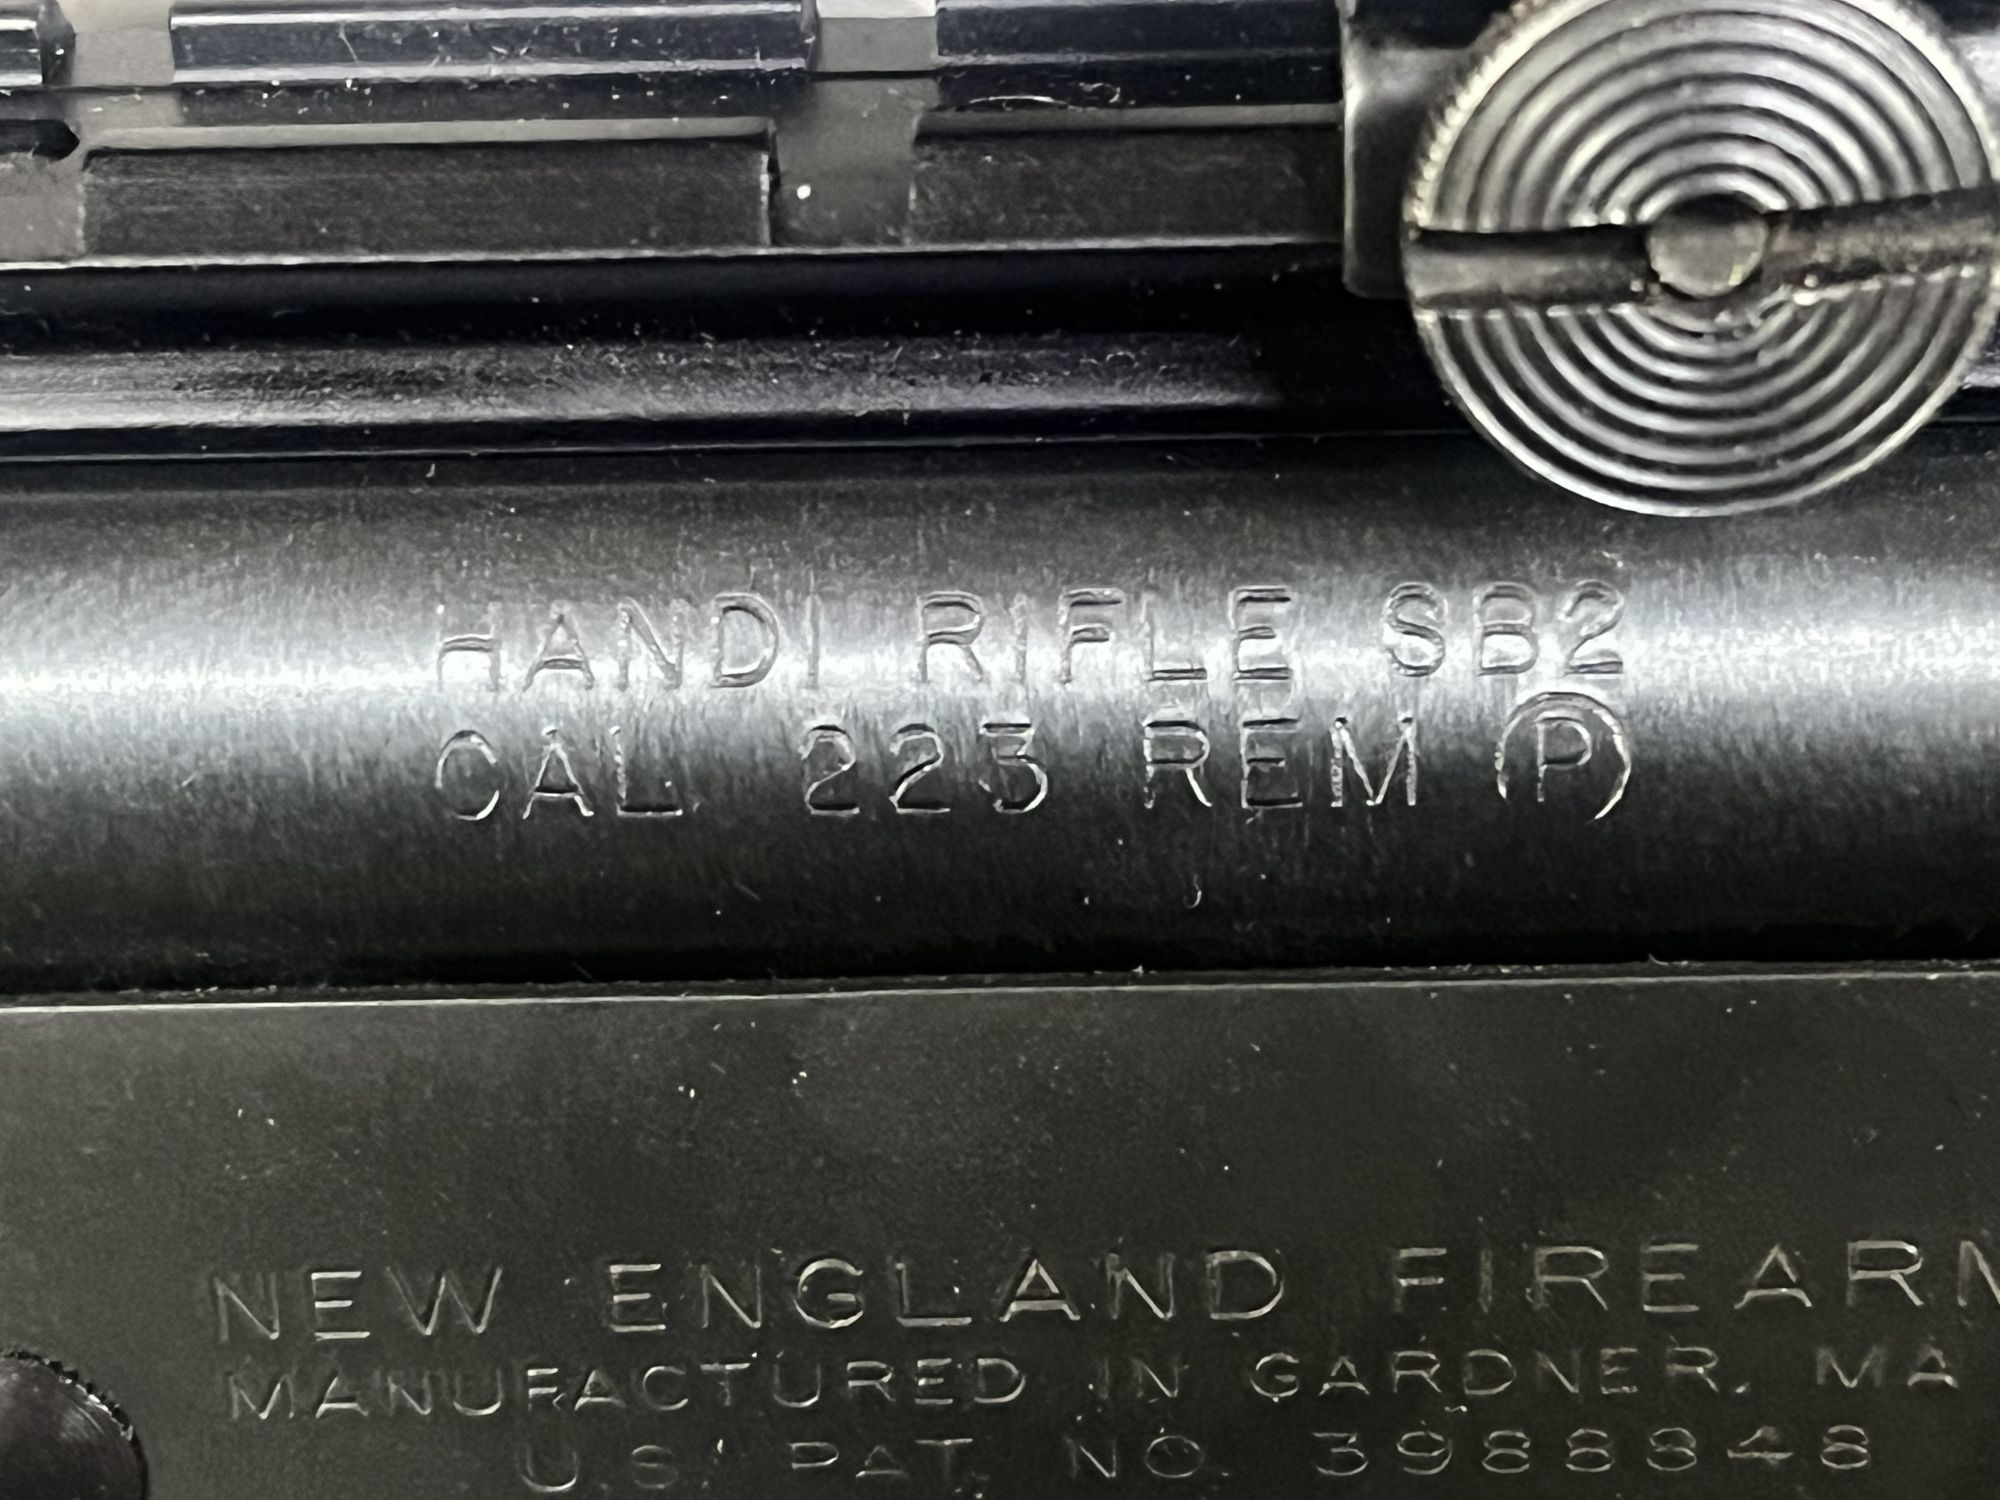 HANDI RIFLE SB2
CAL. 223 REM Ⓟ
NEW ENGLAND FIREARM
MANUFACTURED IN GARDNER, MA
U.S. PAT. NO. 3988848